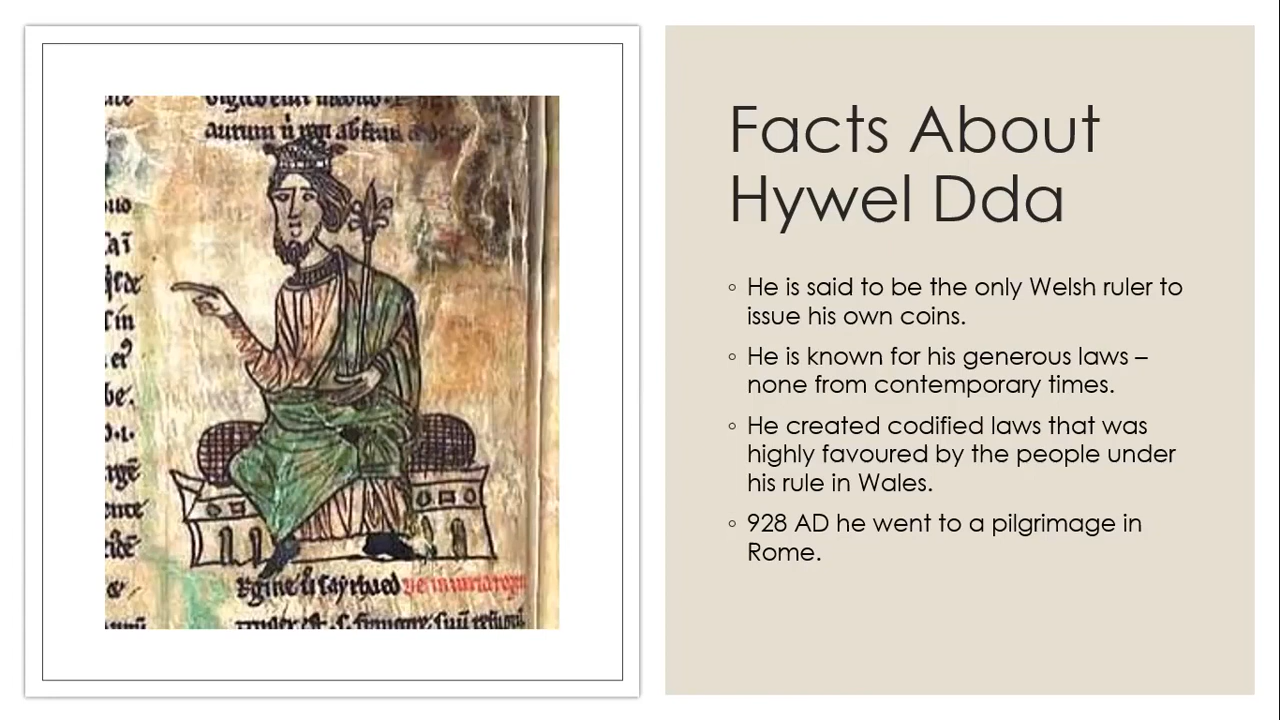 Facts About
Hywel Dda
◦ He is said to be the only Welsh ruler to
issue his own coins.
◦ He is known for his generous laws –
none from contemporary times.
◦ He created codified laws that was
highly favoured by the people under
his rule in Wales.
◦ 928 AD he went to a pilgrimage in
Rome.
aurum